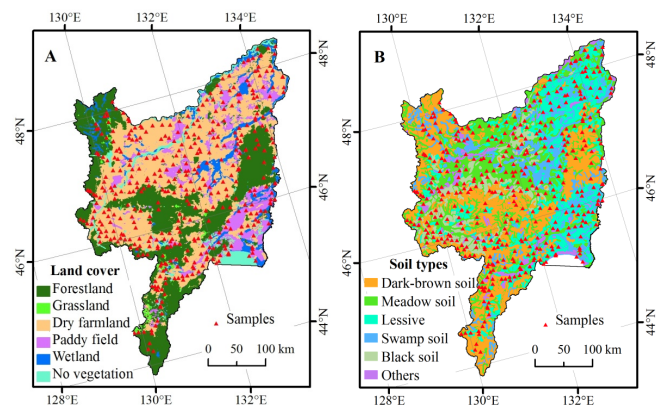 130°E 132°E 134°E
A
48°N
48°N
46°N
46°N
44°N
Land cover
Forestland
Grassland
Dry farmland
Paddy field
Wetland
No vegetation
Samples
0 50 100 km
128°E 130°E 132°E
130°E 132°E 134°E
B
48°N
48°N
46°N
46°N
44°N
Soil types
Dark-brown soil
Meadow soil
Lessive
Swamp soil
Black soil
Others
Samples
0 50 100 km
128°E 130°E 132°E